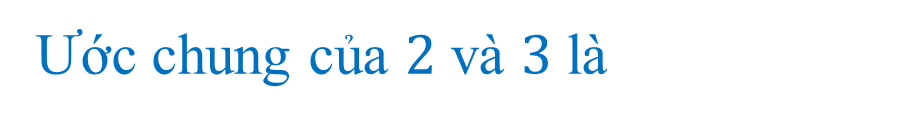 Ước chung của 2 và 3 là